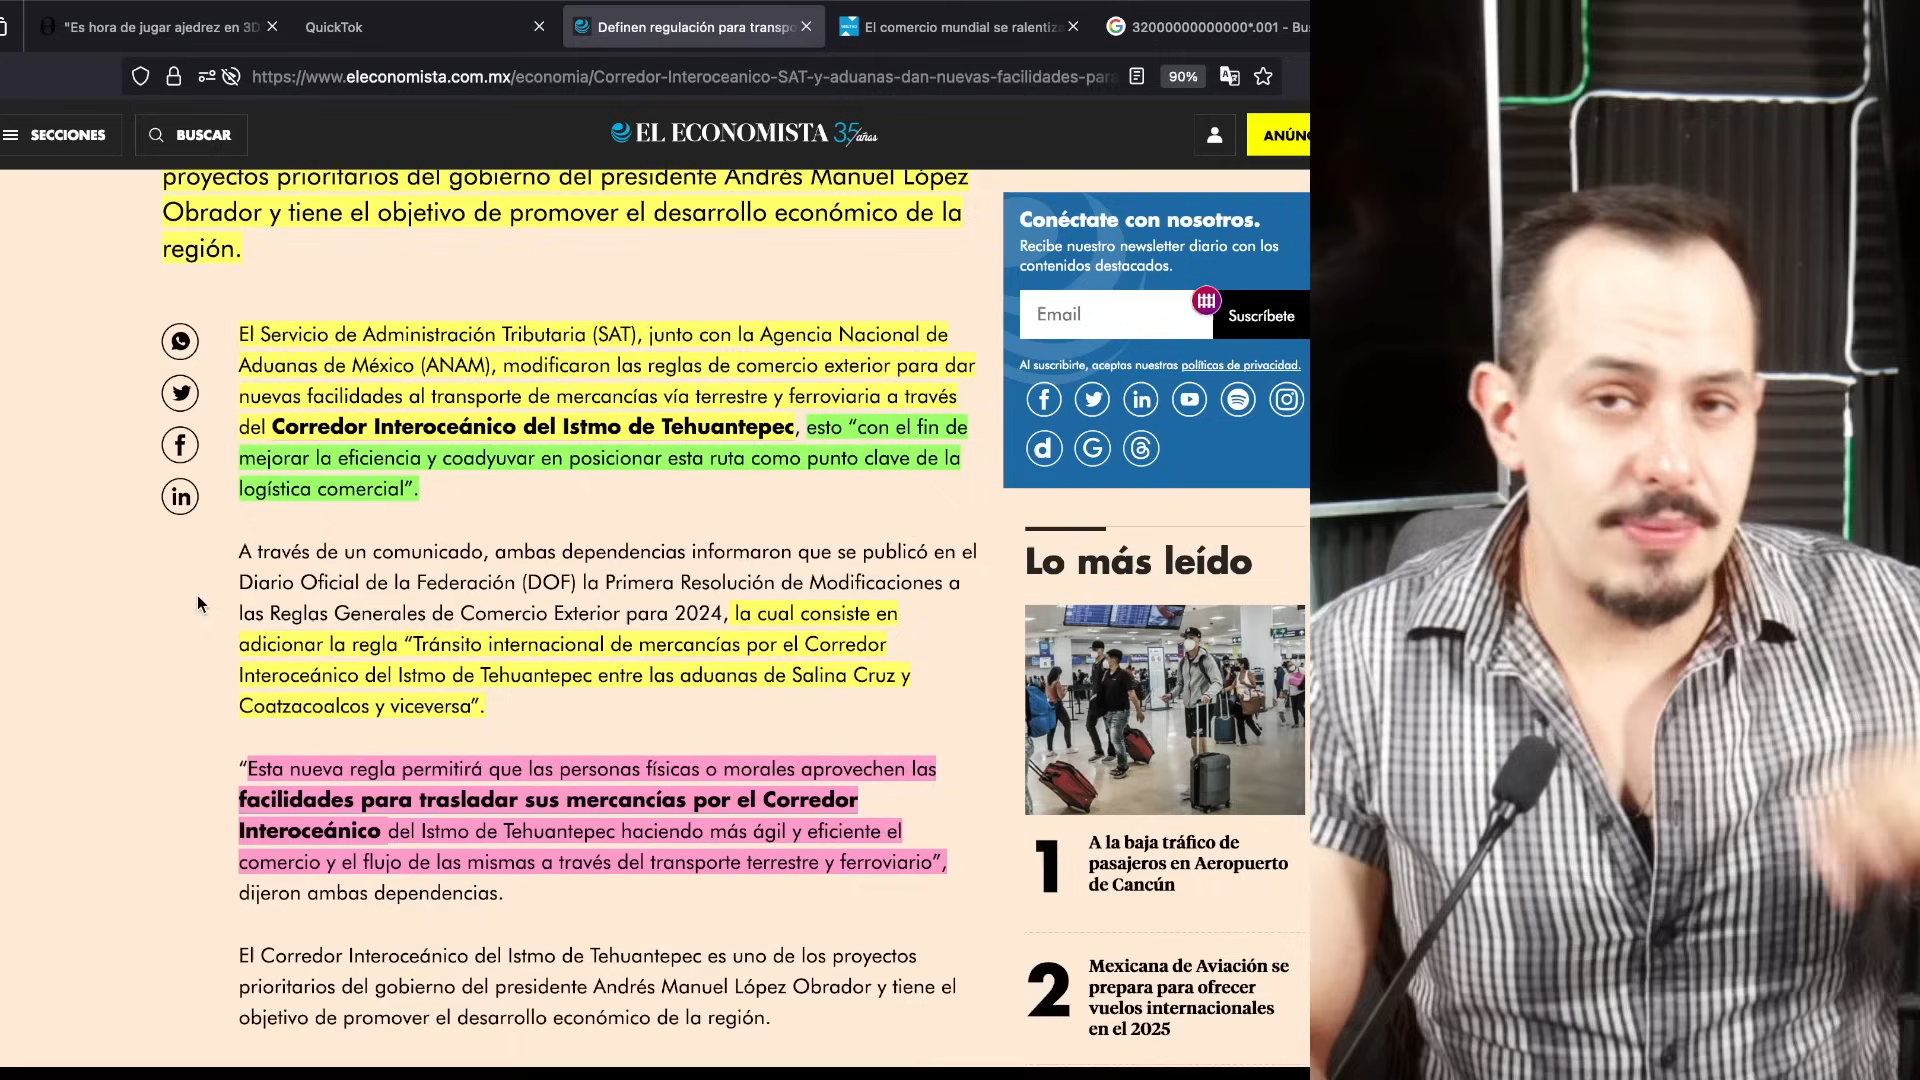 "Es hora de jugar ajedrez en 3D
QuickTok
Definen regulación para transpo
El comercio mundial se ralentiza
32000000000000*.001 - Bus
https://www.eleconomista.com.mx/economia/Corredor-Interoceanico-SAT-y-aduanas-dan-nuevas-facilidades-para
90%
SECCIONES
BUSCAR
EL ECONOMISTA 35 años
ANÚNC
proyectos prioritarios del gobierno del presidente Andrés Manuel López
Obrador y tiene el objetivo de promover el desarrollo económico de la
región.
El Servicio de Administración Tributaria (SAT), junto con la Agencia Nacional de
Aduanas de México (ANAM), modificaron las reglas de comercio exterior para dar
nuevas facilidades al transporte de mercancías vía terrestre y ferroviaria a través
del Corredor Interoceánico del Istmo de Tehuantepec, esto “con el fin de
mejorar la eficiencia y coadyuvar en posicionar esta ruta como punto clave de la
logística comercial”.
A través de un comunicado, ambas dependencias informaron que se publicó en el
Diario Oficial de la Federación (DOF) la Primera Resolución de Modificaciones a
las Reglas Generales de Comercio Exterior para 2024, la cual consiste en
adicionar la regla “Tránsito internacional de mercancías por el Corredor
Interoceánico del Istmo de Tehuantepec entre las aduanas de Salina Cruz y
Coatzacoalcos y viceversa”.
“Esta nueva regla permitirá que las personas físicas o morales aprovechen las
facilidades para trasladar sus mercancías por el Corredor
Interoceánico del Istmo de Tehuantepec haciendo más ágil y eficiente el
comercio y el flujo de las mismas a través del transporte terrestre y ferroviario”,
dijeron ambas dependencias.
El Corredor Interoceánico del Istmo de Tehuantepec es uno de los proyectos
prioritarios del gobierno del presidente Andrés Manuel López Obrador y tiene el
objetivo de promover el desarrollo económico de la región.
Conéctate con nosotros.
Recibe nuestro newsletter diario con los
contenidos destacados.
Email
Suscríbete
Al suscribirte, aceptas nuestras políticas de privacidad.
Lo más leído
1
A la baja tráfico de
pasajeros en Aeropuerto
de Cancún
2
Mexicana de Aviación se
prepara para ofrecer
vuelos internacionales
en el 2025